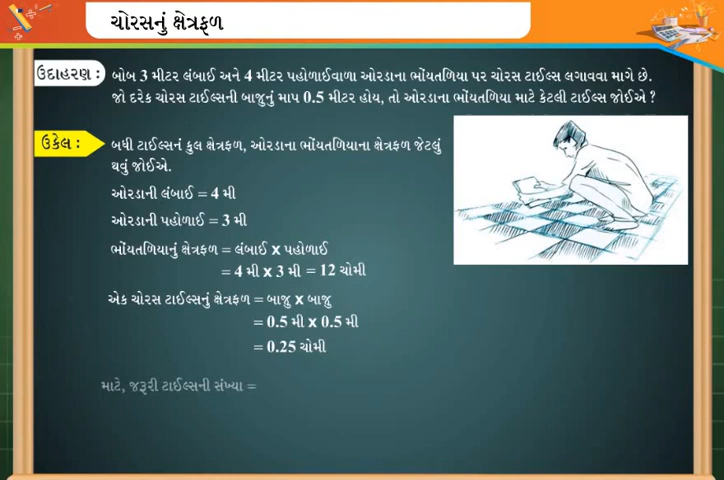 ચોરસનું ક્ષેત્રફળ
ઉદાહરણ :
બોબ 3 મીટર લંબાઈ અને 4 મીટર પહોળાઈવાળા ઓરડાના ભોંયતળિયા પર ચોરસ ટાઈલ્સ લગાવવા માગે છે.
જો દરેક ચોરસ ટાઈલ્સની બાજુનું માપ 0.5 મીટર હોય, તો ઓરડાના ભોંયતળિયા માટે કેટલી ટાઈલ્સ જોઈએ ?
ઉકેલ :
બધી ટાઈલ્સનં કુલ ક્ષેત્રફળ, ઓરડાના ભોંયતળિયાના ક્ષેત્રફળ જેટલું
થવું જોઈએ.
ઓરડાની લંબાઈ = 4 મી
ઓરડાની પહોળાઈ = 3 મી
ભોંયતળિયાનું ક્ષેત્રફળ = લંબાઈ x પહોળાઈ
= 4 મી x 3 મી = 12 ચોમી
એક ચોરસ ટાઈલ્સનું ક્ષેત્રફળ = બાજુ x બાજુ
= 0.5 મી x 0.5 મી
= 0.25 ચોમી
માટે, જરૂરી ટાઈલ્સની સંખ્યા =